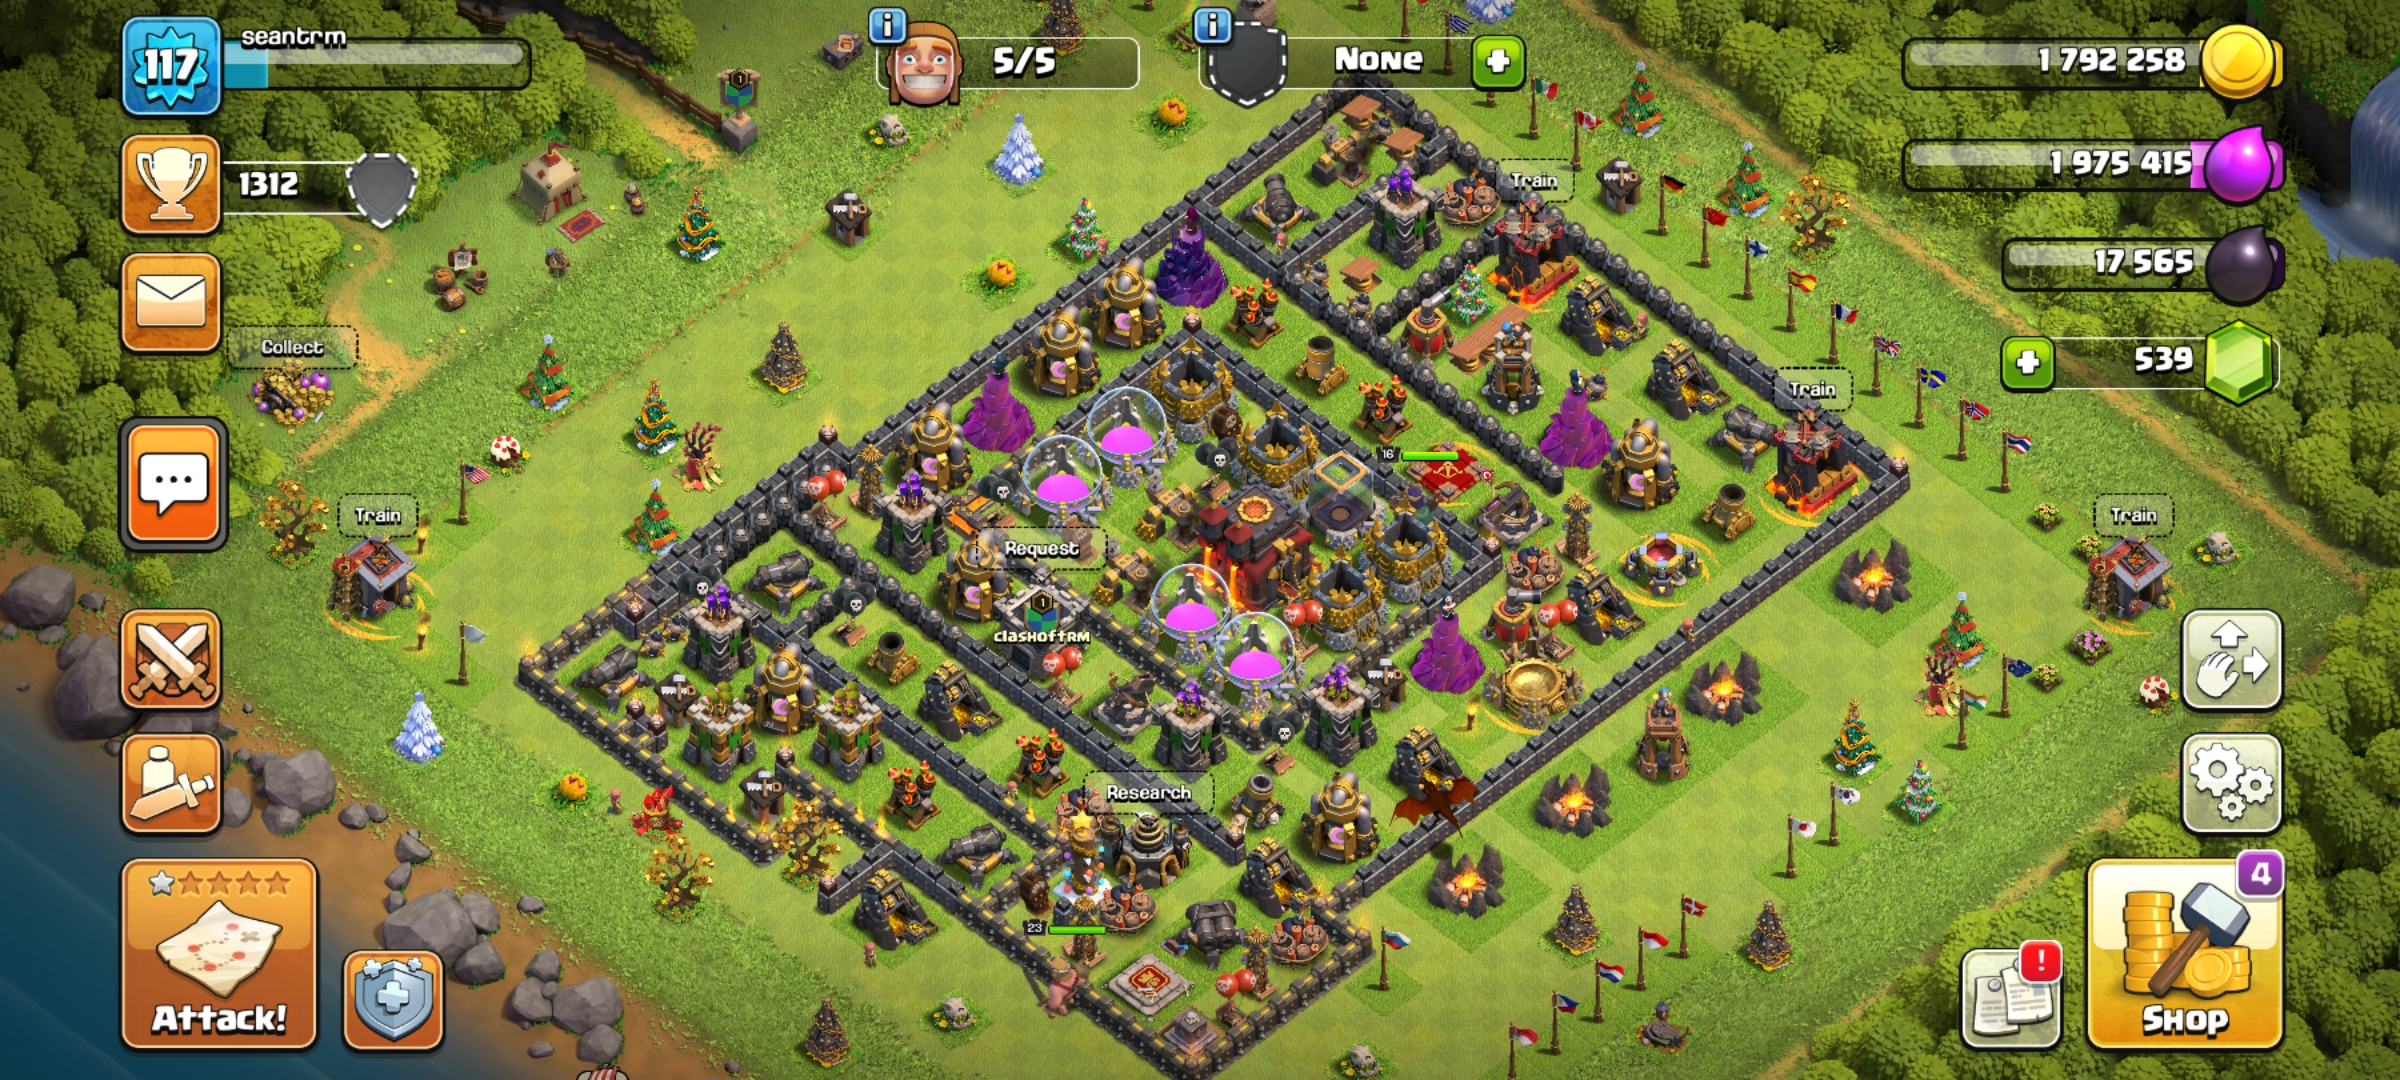 117
seantrm
5/5
None
1 792 258
1312
1 975 415
17 565
539
Train
Collect
Train
16
Train
Train
Request
clashoftrm
Research
23
4
Attack!
!
Shop